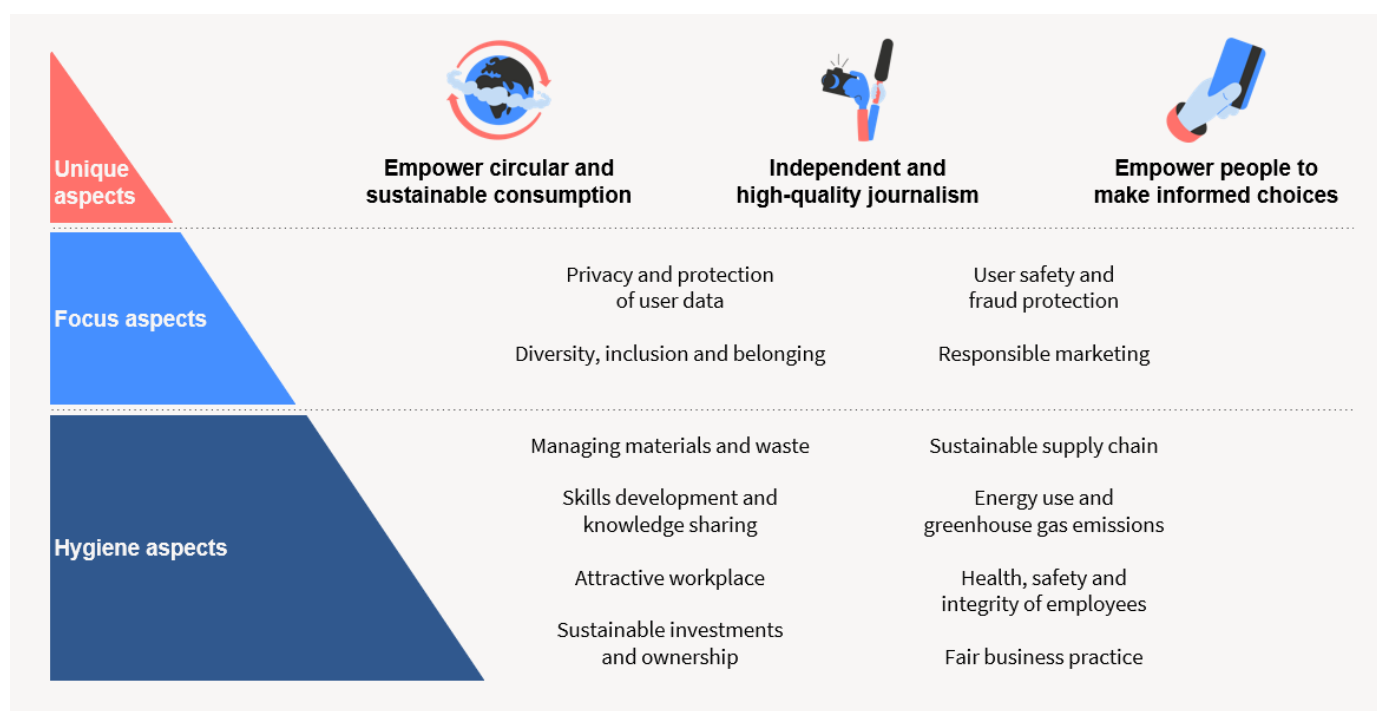 Unique
aspects
Empower circular and
sustainable consumption
Independent and
high-quality journalism
Empower people to
make informed choices
Focus aspects
Privacy and protection
of user data
User safety and
fraud protection
Diversity, inclusion and belonging
Responsible marketing
Hygiene aspects
Managing materials and waste
Sustainable supply chain
Skills development and
knowledge sharing
Energy use and
greenhouse gas emissions
Attractive workplace
Health, safety and
integrity of employees
Sustainable investments
and ownership
Fair business practice